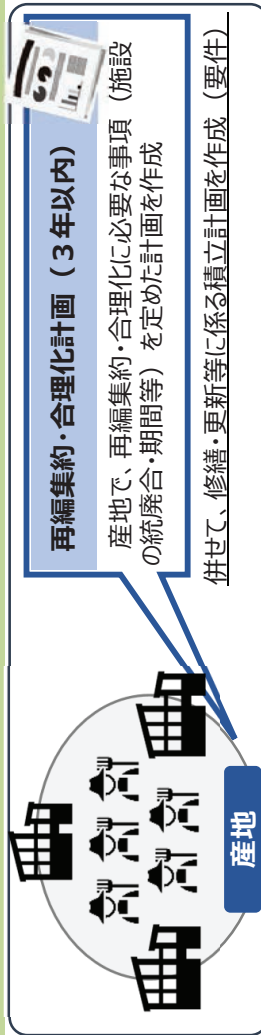 再編集約・合理化計画（３年以内）
産地で、再編集約・合理化に必要な事項（施設
の統廃合・期間等）を定めた計画を作成
併せて、修繕・更新等に係る積立計画を作成（要件）
産地